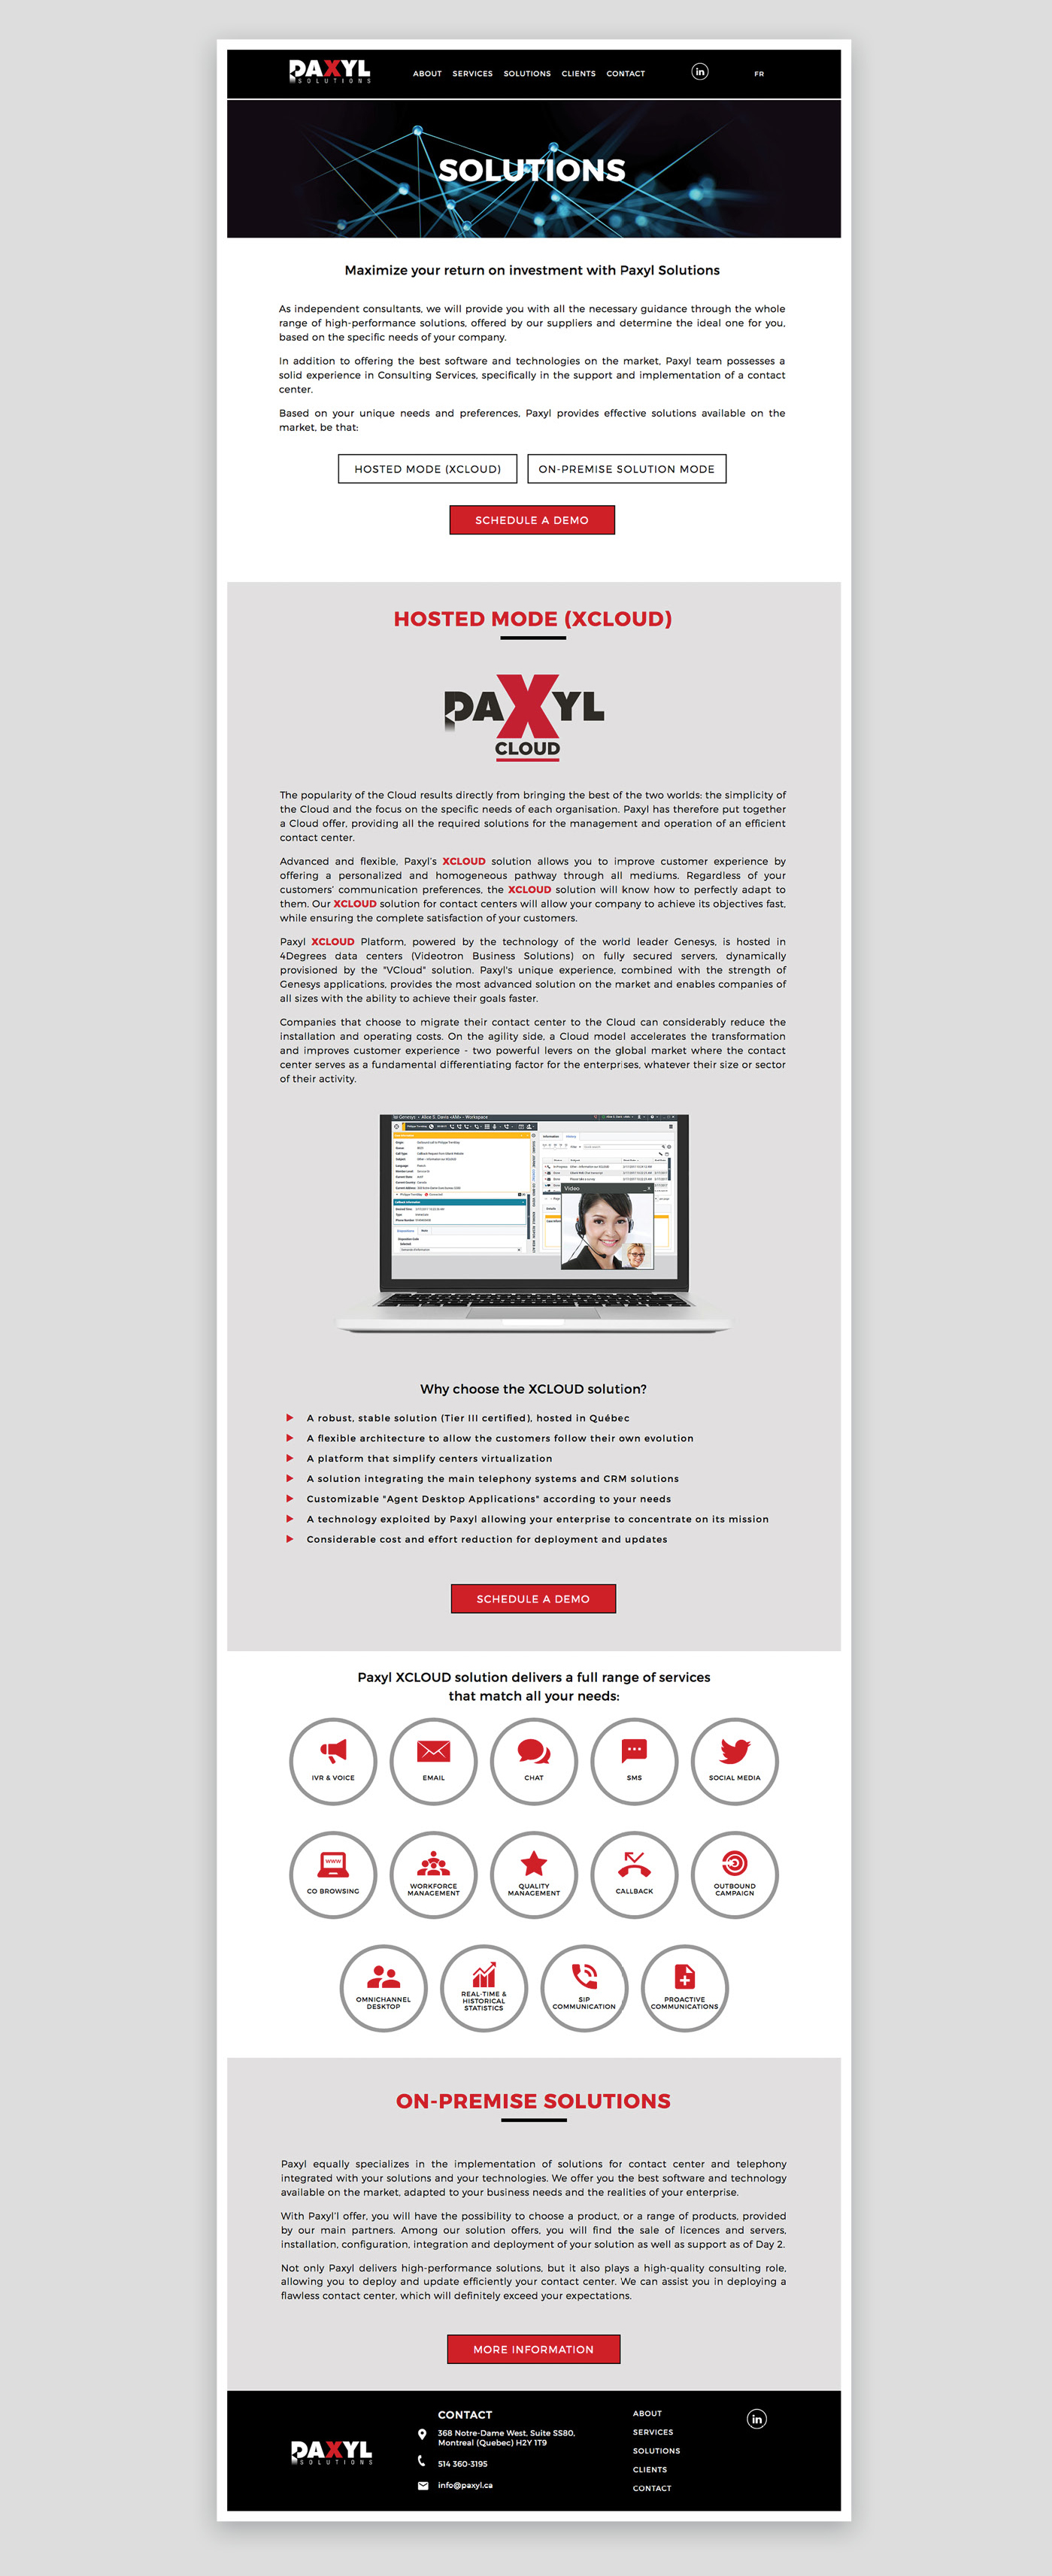 PAXYL
SOLUTIONS
ABOUT SERVICES SOLUTIONS CLIENTS CONTACT
in
FR
SOLUTIONS
Maximize your return on investment with Paxyl Solutions
As independent consultants, we will provide you with all the necessary guidance through the whole
range of high-performance solutions, offered by our suppliers and determine the ideal one for you,
based on the specific needs of your company.
In addition to offering the best software and technologies on the market, Paxyl team possesses a
solid experience in Consulting Services, specifically in the support and implementation of a contact
center.
Based on your unique needs and preferences, Paxyl provides effective solutions available on the
market, be that:
HOSTED MODE (XCLOUD) ON-PREMISE SOLUTION MODE
SCHEDULE A DEMO
HOSTED MODE (XCLOUD)
PAXYL
CLOUD
The popularity of the Cloud results directly from bringing the best of the two worlds: the simplicity of
the Cloud and the focus on the specific needs of each organisation. Paxyl has therefore put together
a Cloud offer, providing all the required solutions for the management and operation of an efficient
contact center.
Advanced and flexible, Paxyl's XCLOUD solution allows you to improve customer experience by
offering a personalized and homogeneous pathway through all mediums. Regardless of your
customers' communication preferences, the XCLOUD solution will know how to perfectly adapt to
them. Our XCLOUD solution for contact centers will allow your company to achieve its objectives fast,
while ensuring the complete satisfaction of your customers.
Paxyl XCLOUD Platform, powered by the technology of the world leader Genesys, is hosted in
4Degrees data centers (Videotron Business Solutions) on fully secured servers, dynamically
provisioned by the "VCloud" solution. Paxyl's unique experience, combined with the strength of
Genesys applications, provides the most advanced solution on the market and enables companies of
all sizes with the ability to achieve their goals faster.
Companies that choose to migrate their contact center to the Cloud can considerably reduce the
installation and operating costs. On the agility side, a Cloud model accelerates the transformation
and improves customer experience - two powerful levers on the global market where the contact
center serves as a fundamental differentiating factor for the enterprises, whatever their size or sector
of their activity.
Genesys • Alice S. Davis - Workspace
Information History
Video
Details
Why choose the XCLOUD solution?
A robust, stable solution (Tier III certified), hosted in Québec
A flexible architecture to allow the customers follow their own evolution
A platform that simplify centers virtualization
A solution integrating the main telephony systems and CRM solutions
Customizable "Agent Desktop Applications" according to your needs
A technology exploited by Paxyl allowing your enterprise to concentrate on its mission
Considerable cost and effort reduction for deployment and updates
SCHEDULE A DEMO
Paxyl XCLOUD solution delivers a full range of services
that match all your needs:
IVR & VOICE
EMAIL
CHAT
SMS
SOCIAL MEDIA
WWW
CO BROWSING
WORKFORCE
MANAGEMENT
QUALITY
MANAGEMENT
CALLBACK
OUTBOUND
CAMPAIGN
OMNICHANNEL
DESKTOP
REAL-TIME &
HISTORICAL
STATISTICS
SIP
COMMUNICATION
PROACTIVE
COMMUNICATIONS
ON-PREMISE SOLUTIONS
Paxyl equally specializes in the implementation of solutions for contact center and telephony
integrated with your solutions and your technologies. We offer you the best software and technology
available on the market, adapted to your business needs and the realities of your enterprise.
With Paxyl'l offer, you will have the possibility to choose a product, or a range of products, provided
by our main partners. Among our solution offers, you will find the sale of licences and servers,
installation, configuration, integration and deployment of your solution as well as support as of Day 2.
Not only Paxyl delivers high-performance solutions, but it also plays a high-quality consulting role,
allowing you to deploy and update efficiently your contact center. We can assist you in deploying a
flawless contact center, which will definitely exceed your expectations.
MORE INFORMATION
PAXYL
SOLUTIONS
CONTACT
368 Notre-Dame West, Suite SS80,
Montreal (Quebec) H2Y 1T9
514 360-3195
info@paxyl.ca
ABOUT
SERVICES
SOLUTIONS
CLIENTS
CONTACT
in